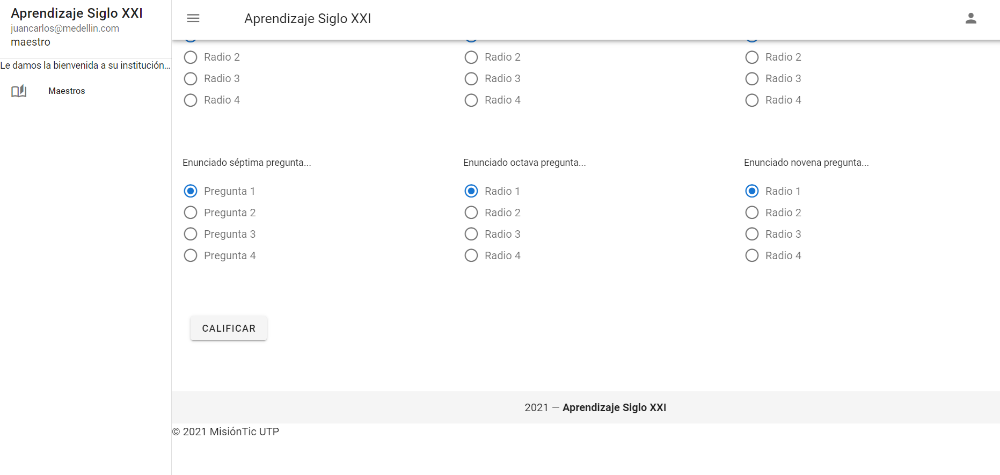 Aprendizaje Siglo XXI
juancarlos@medellin.com
maestro
Le damos la bienvenida a su institución...
Maestros
Aprendizaje Siglo XXI
Radio 2
Radio 3
Radio 4
Radio 2
Radio 3
Radio 4
Radio 2
Radio 3
Radio 4
Enunciado séptima pregunta...
Pregunta 1
Pregunta 2
Pregunta 3
Pregunta 4
Enunciado octava pregunta...
Radio 1
Radio 2
Radio 3
Radio 4
Enunciado novena pregunta...
Radio 1
Radio 2
Radio 3
Radio 4
CALIFICAR
2021 — Aprendizaje Siglo XXI
© 2021 MisiónTic UTP